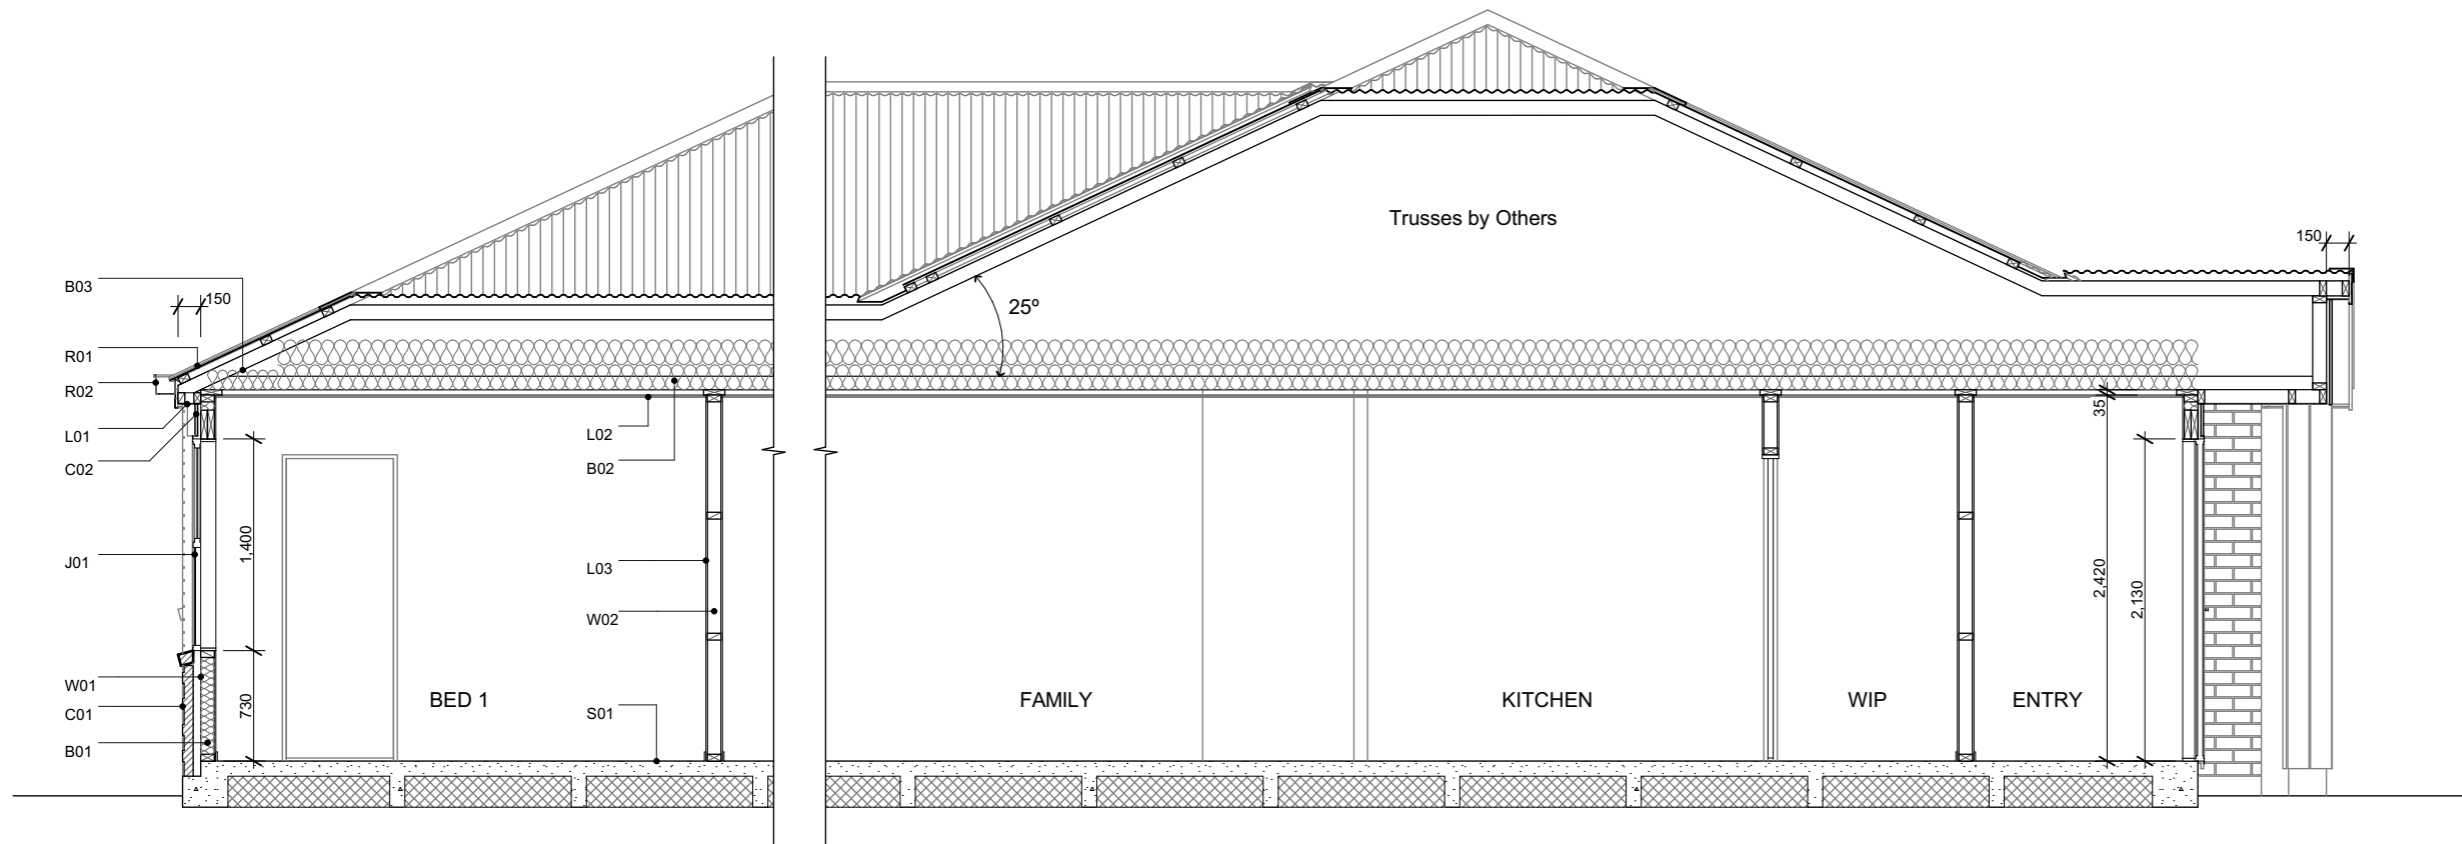 Trusses by Others
150
B03
150
25º
R01
R02
L01
L02
35
C02
B02
1,400
J01
L03
2,420
2,130
W02
W01
730
BED 1
FAMILY
KITCHEN
WIP
ENTRY
C01
S01
B01